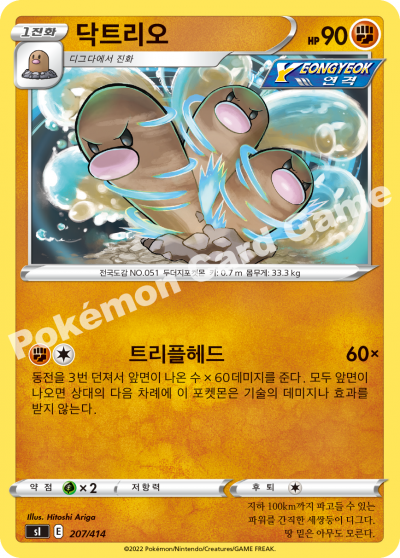 1진화
닥트리오
HP 90
디그다에서 진화
YEONGYEOK
연격
전국도감 NO.051 두더지포켓몬 키: 0.7 m 몸무게: 33.3 kg
트리플헤드 60×
동전을 3번 던져서 앞면이 나온 수×60데미지를 준다. 모두 앞면이
나오면 상대의 다음 차례에 이 포켓몬은 기술의 데미지나 효과를
받지 않는다.
약점 ×2 저항력 후퇴
Illus. Hitoshi Ariga
sI E 207/414
지하 100km까지 파고들 수 있는
파워를 간직한 세쌍둥이 디그다.
땅 밑은 아무도 모른다.
©2022 Pokémon/Nintendo/Creatures/GAME FREAK.
Pokémon Card Game